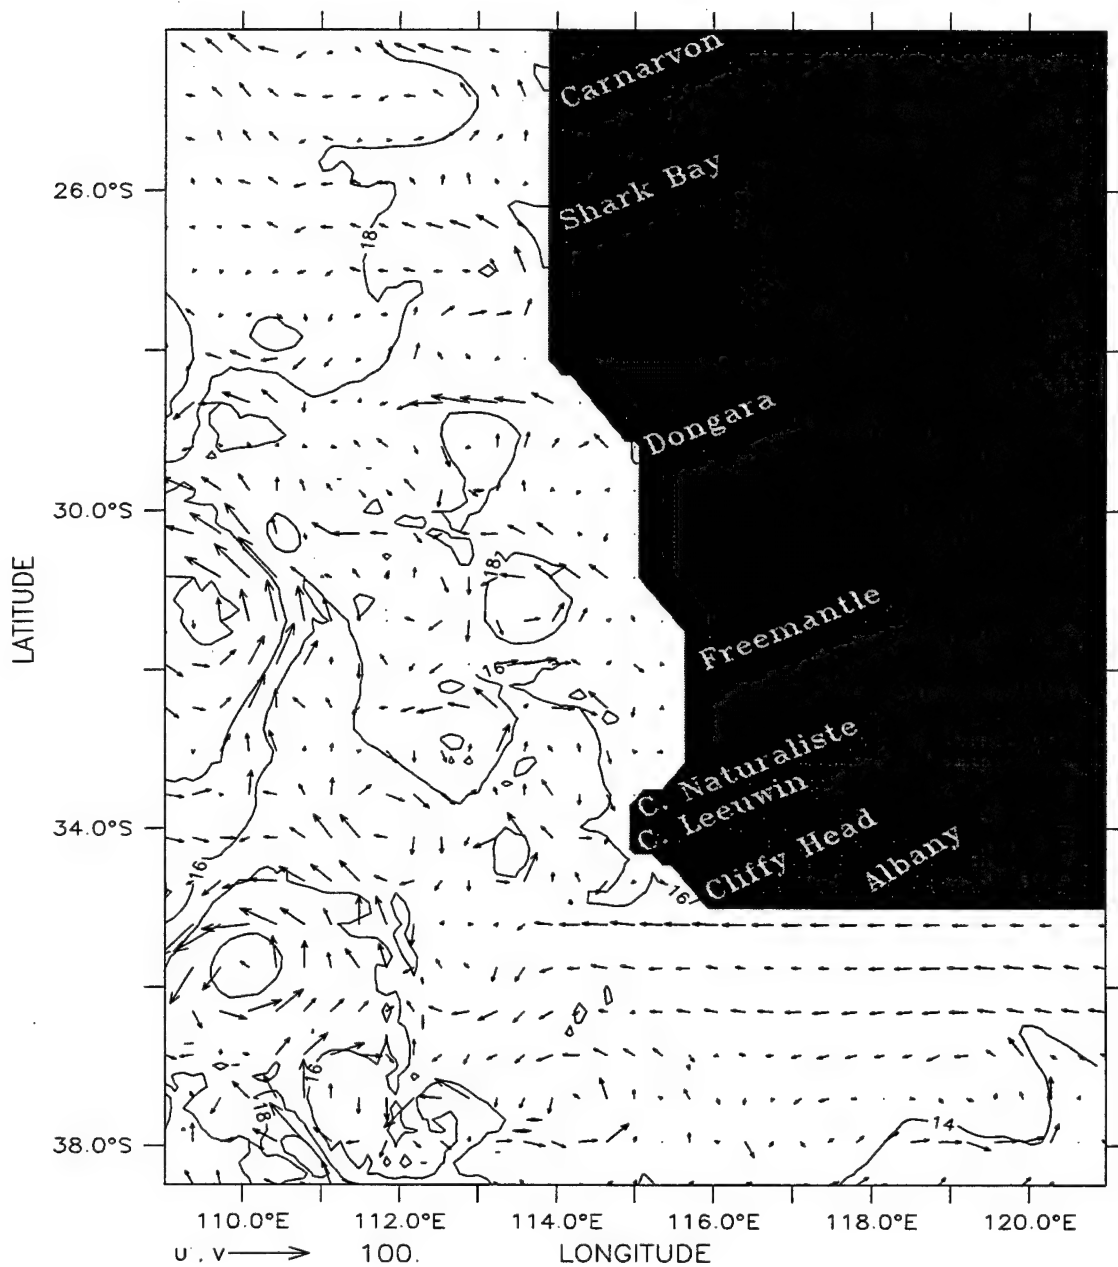 Carnarvon
Shark Bay
26.0°S
18
Dongara
30.0°S
LATITUDE
18
Freemantle
16
C. Naturaliste
C. Leeuwin
34.0°S
Cliffy Head
Albany
16
16
16
18
14
38.0°S
110.0°E 112.0°E 114.0°E 116.0°E 118.0°E 120.0°E
U , V 100. LONGITUDE